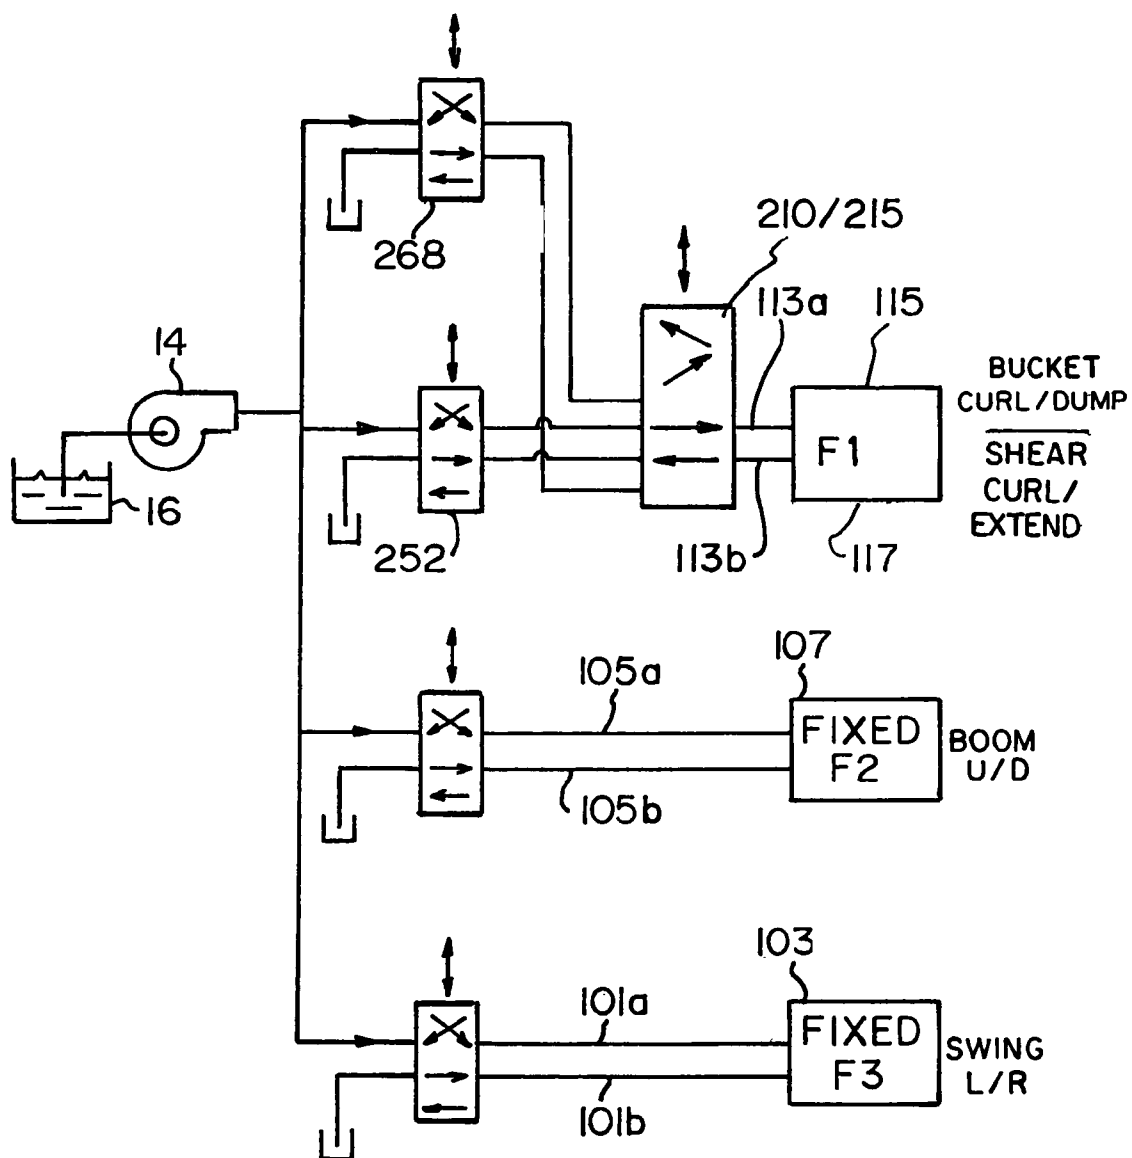 268
210/215
113a
115
14
BUCKET
CURL/DUMP
F1
SHEAR
CURL/
EXTEND
16
252
113b
117
107
105a
FIXED
F2
BOOM
U/D
105b
103
101a
FIXED
F3
SWING
L/R
101b